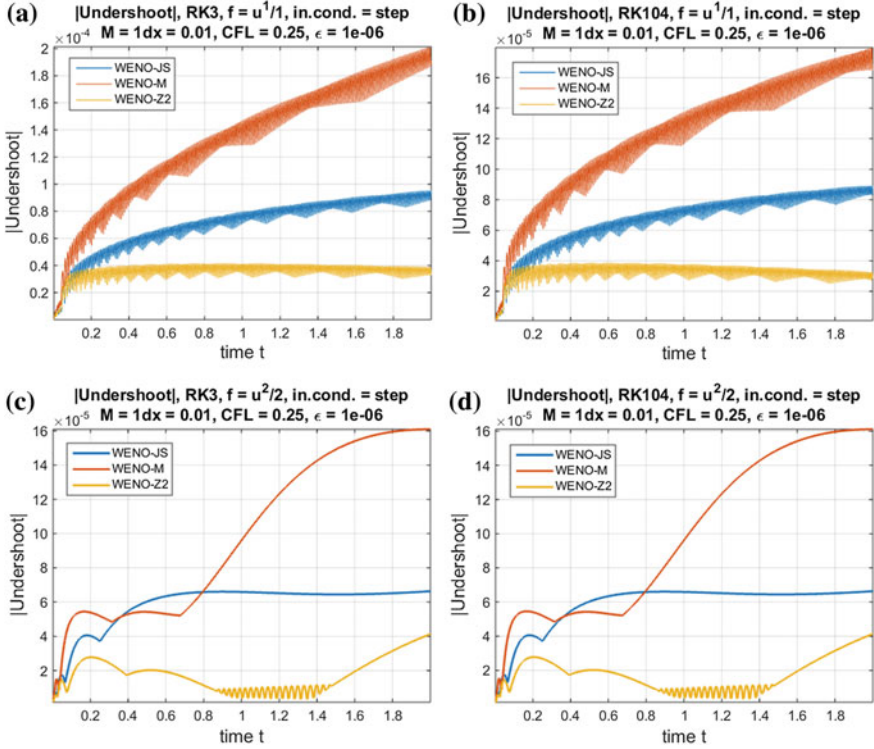 (a)
|Undershoot|, RK3, f = u¹/1, in.cond. = step
M = 1dx = 0.01, CFL = 0.25, ϵ = 1e-06
×10⁻⁴
2
1.8
1.6
1.4
1.2
1
0.8
0.6
0.4
0.2
|Undershoot|
WENO-JS
WENO-M
WENO-Z2
0.2 0.4 0.6 0.8 1 1.2 1.4 1.6 1.8
time t
(b)
|Undershoot|, RK104, f = u¹/1, in.cond. = step
M = 1dx = 0.01, CFL = 0.25, ϵ = 1e-06
×10⁻⁵
16
14
12
10
8
6
4
2
|Undershoot|
WENO-JS
WENO-M
WENO-Z2
0.2 0.4 0.6 0.8 1 1.2 1.4 1.6 1.8
time t
(c)
|Undershoot|, RK3, f = u²/2, in.cond. = step
M = 1dx = 0.01, CFL = 0.25, ϵ = 1e-06
×10⁻⁵
16
14
12
10
8
6
4
2
|Undershoot|
WENO-JS
WENO-M
WENO-Z2
0.2 0.4 0.6 0.8 1 1.2 1.4 1.6 1.8
time t
(d)
|Undershoot|, RK104, f = u²/2, in.cond. = step
M = 1dx = 0.01, CFL = 0.25, ϵ = 1e-06
×10⁻⁵
16
14
12
10
8
6
4
2
|Undershoot|
WENO-JS
WENO-M
WENO-Z2
0.2 0.4 0.6 0.8 1 1.2 1.4 1.6 1.8
time t